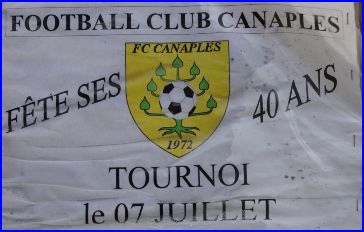 FOOTBALL CLUB CANAPLES
FC CANAPLES
FÊTE SES
40 ANS
1972
TOURNOI
le 07 JUILLET